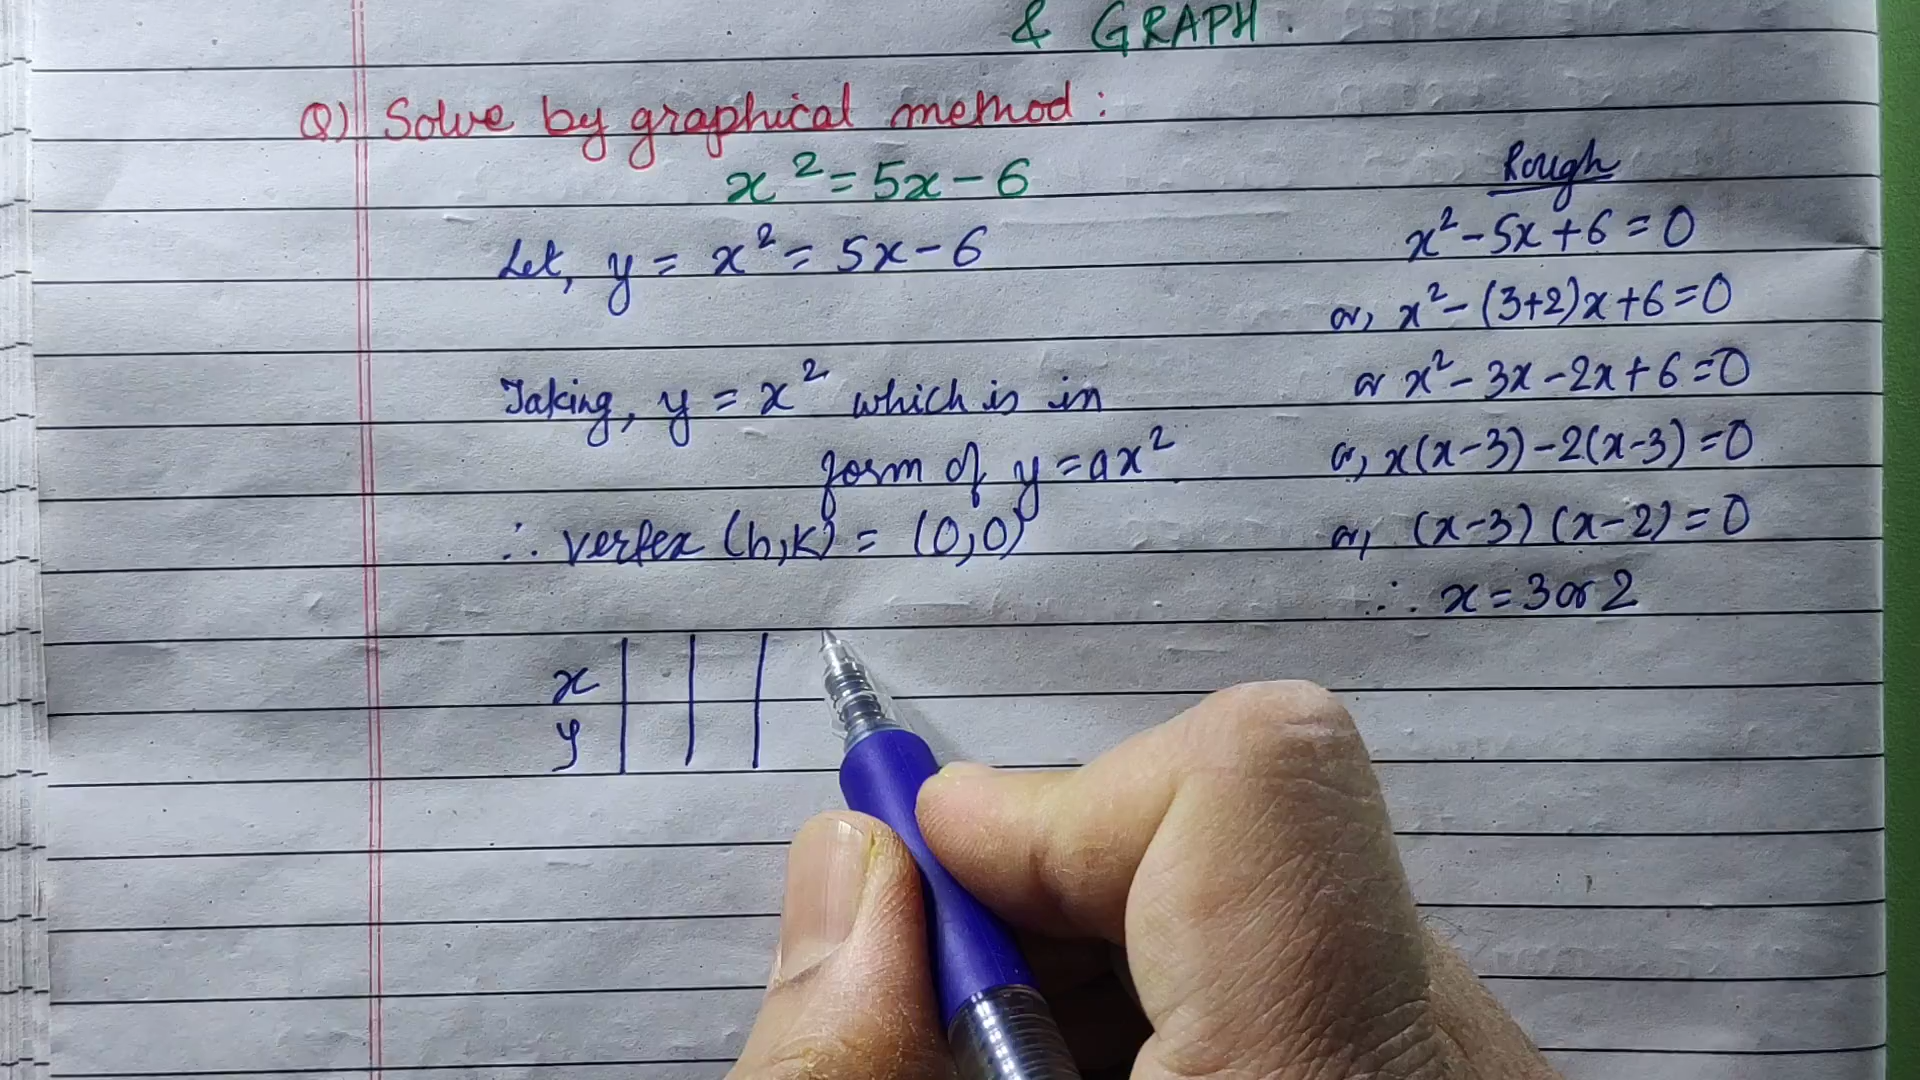 & GRAPH.
Q) Solve by graphical method:
x² = 5x - 6
Let, y = x² = 5x - 6
Taking, y = x² which is in
form of y = ax²
∴ vertex (h,k) = (0,0)
x
y
Rough
x² - 5x + 6 = 0
or, x² - (3+2)x + 6 = 0
or x² - 3x - 2x + 6 = 0
or, x(x-3) - 2(x-3) = 0
or, (x-3) (x-2) = 0
∴ x = 3 or 2